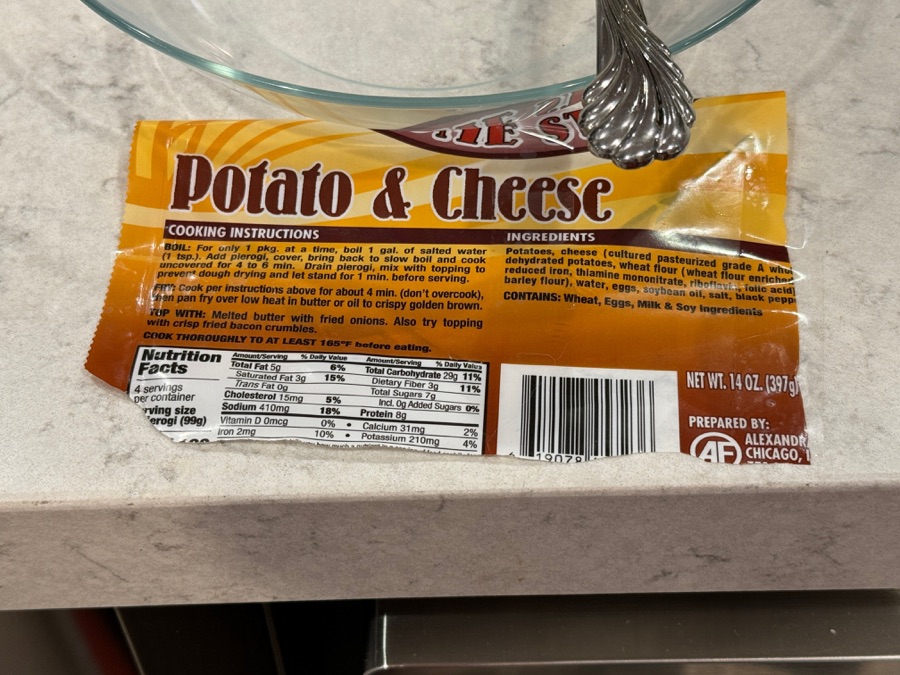 Potato & Cheese
COOKING INSTRUCTIONS
BOIL: For only 1 pkg. at a time, boil 1 gal. of salted water
(1 tsp.). Add pierogi, cover, bring back to slow boil and cook
uncovered for 4 to 6 min. Drain pierogi, mix with topping to
prevent dough drying and let stand for 1 min. before serving.
FRY: Cook per instructions above for about 4 min. (don't overcook),
then pan fry over low heat in butter or oil to crispy golden brown.
TOP WITH: Melted butter with fried onions. Also try topping
with crisp fried bacon crumbles.
COOK THOROUGHLY TO AT LEAST 165°F before eating.
INGREDIENTS
Potatoes, cheese (cultured pasteurized grade A
dehydrated potatoes, wheat flour (wheat flour
reduced iron, thiamine mononitrate, riboflavin, folic acid)
barley flour), water, eggs, soybean oil, salt, black
CONTAINS: Wheat, Eggs, Milk & Soy Ingredients
Nutrition
Facts
4 servings
per container
size
(99g)
Amount/Serving % Daily Value
Total Fat 5g 6%
Saturated Fat 3g 15%
Trans Fat 0g
Cholesterol 15mg 5%
Sodium 410mg 18%
Amount/Serving % Daily Value
Total Carbohydrate 29g 11%
Dietary Fiber 3g 11%
Total Sugars 7g
Incl. 0g Added Sugars 0%
Protein 8g
Vitamin D 0mcg 0% • Calcium 31mg 2%
Iron 2mg 10% • Potassium 210mg 4%
19078
NET WT. 14 OZ. (397g)
PREPARED BY:
AF
CHICAGO,